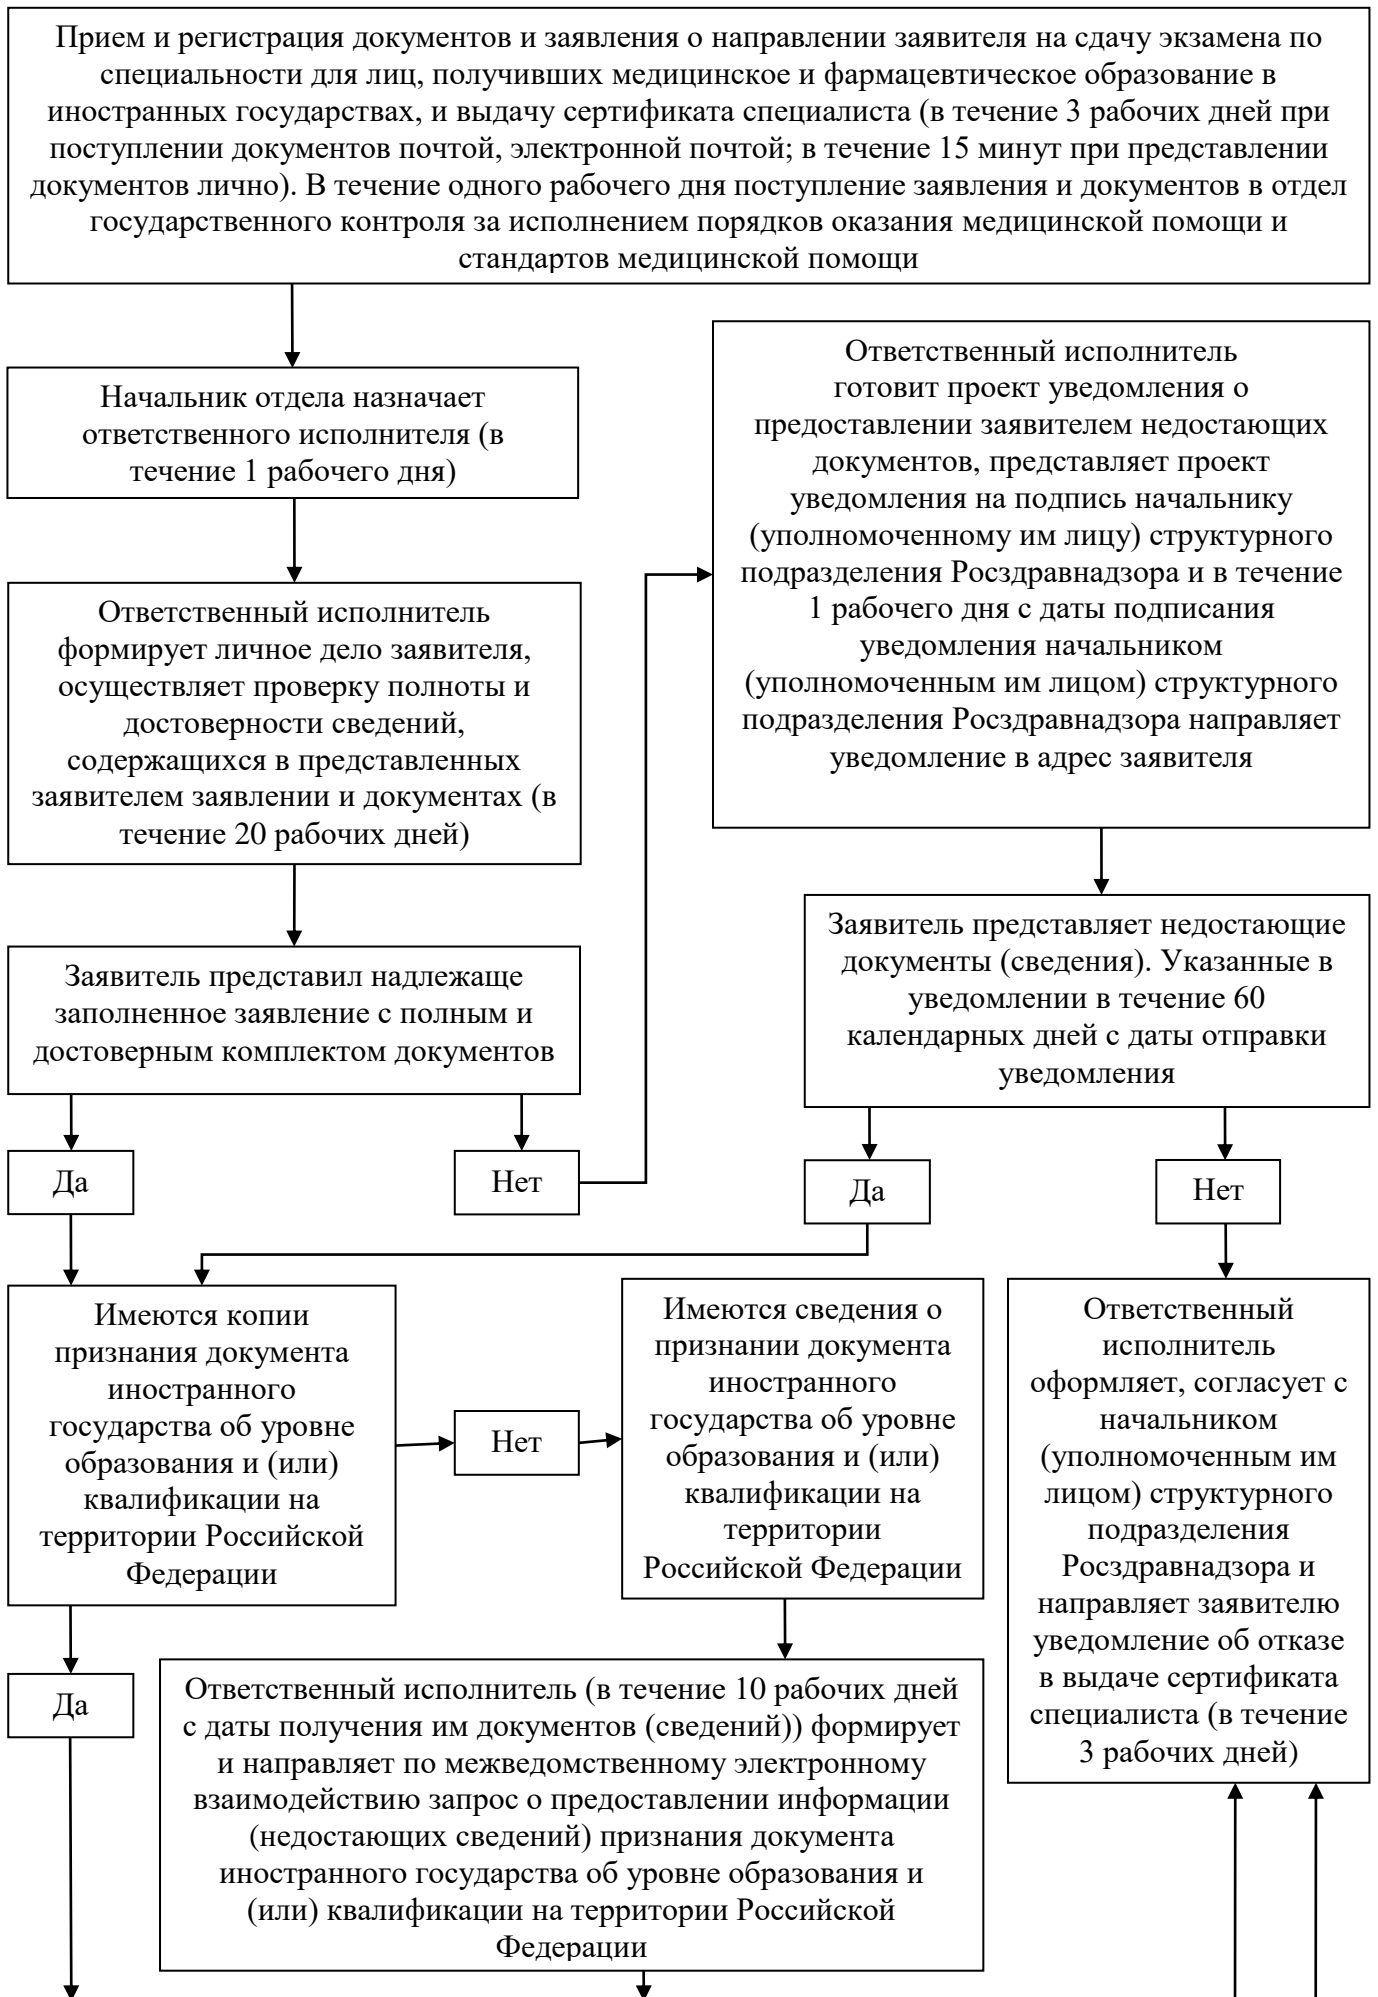 Прием и регистрация документов и заявления о направлении заявителя на сдачу экзамена по
специальности для лиц, получивших медицинское и фармацевтическое образование в
иностранных государствах, и выдачу сертификата специалиста (в течение 3 рабочих дней при
поступлении документов почтой, электронной почтой; в течение 15 минут при представлении
документов лично). В течение одного рабочего дня поступление заявления и документов в отдел
государственного контроля за исполнением порядков оказания медицинской помощи и
стандартов медицинской помощи
Начальник отдела назначает
ответственного исполнителя (в
течение 1 рабочего дня)
Ответственный исполнитель
формирует личное дело заявителя,
осуществляет проверку полноты и
достоверности сведений,
содержащихся в представленных
заявителем заявлении и документах (в
течение 20 рабочих дней)
Заявитель представил надлежаще
заполненное заявление с полным и
достоверным комплектом документов
Да
Нет
Ответственный исполнитель
готовит проект уведомления о
предоставлении заявителем недостающих
документов, представляет проект
уведомления на подпись начальнику
(уполномоченному им лицу) структурного
подразделения Росздравнадзора и в течение
1 рабочего дня с даты подписания
уведомления начальником
(уполномоченным им лицом) структурного
подразделения Росздравнадзора направляет
уведомление в адрес заявителя
Заявитель представляет недостающие
документы (сведения). Указанные в
уведомлении в течение 60
календарных дней с даты отправки
уведомления
Да
Нет
Имеются копии
признания документа
иностранного
государства об уровне
образования и (или)
квалификации на
территории Российской
Федерации
Нет
Имеются сведения о
признании документа
иностранного
государства об уровне
образования и (или)
квалификации на
территории
Российской Федерации
Ответственный
исполнитель
оформляет, согласует с
начальником
(уполномоченным им
лицом) структурного
подразделения
Росздравнадзора и
направляет заявителю
уведомление об отказе
в выдаче сертификата
специалиста (в течение
3 рабочих дней)
Да
Ответственный исполнитель (в течение 10 рабочих дней
с даты получения им документов (сведений)) формирует
и направляет по межведомственному электронному
взаимодействию запрос о предоставлении информации
(недостающих сведений) признания документа
иностранного государства об уровне образования и
(или) квалификации на территории Российской
Федерации